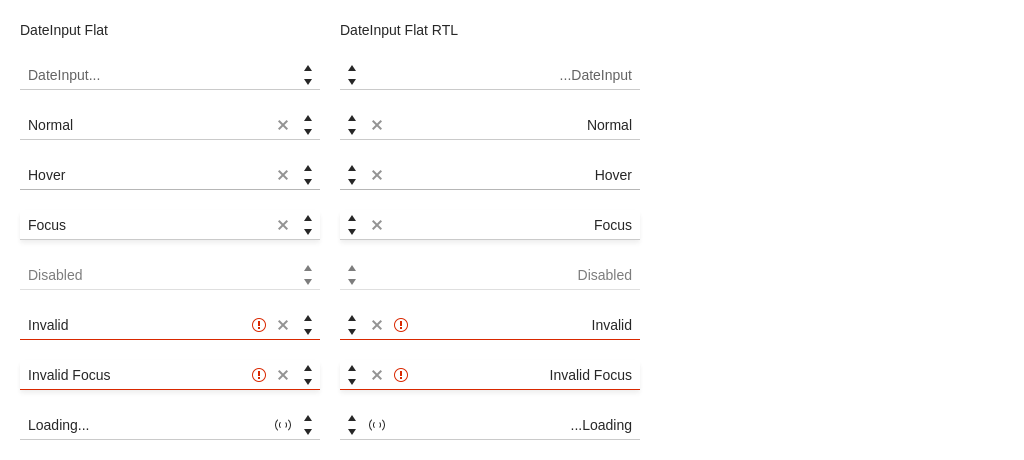 DateInput Flat
DateInput Flat RTL
DateInput...
...DateInput
Normal
Normal
Hover
Hover
Focus
Focus
Disabled
Disabled
Invalid
Invalid
Invalid Focus
Invalid Focus
Loading...
...Loading